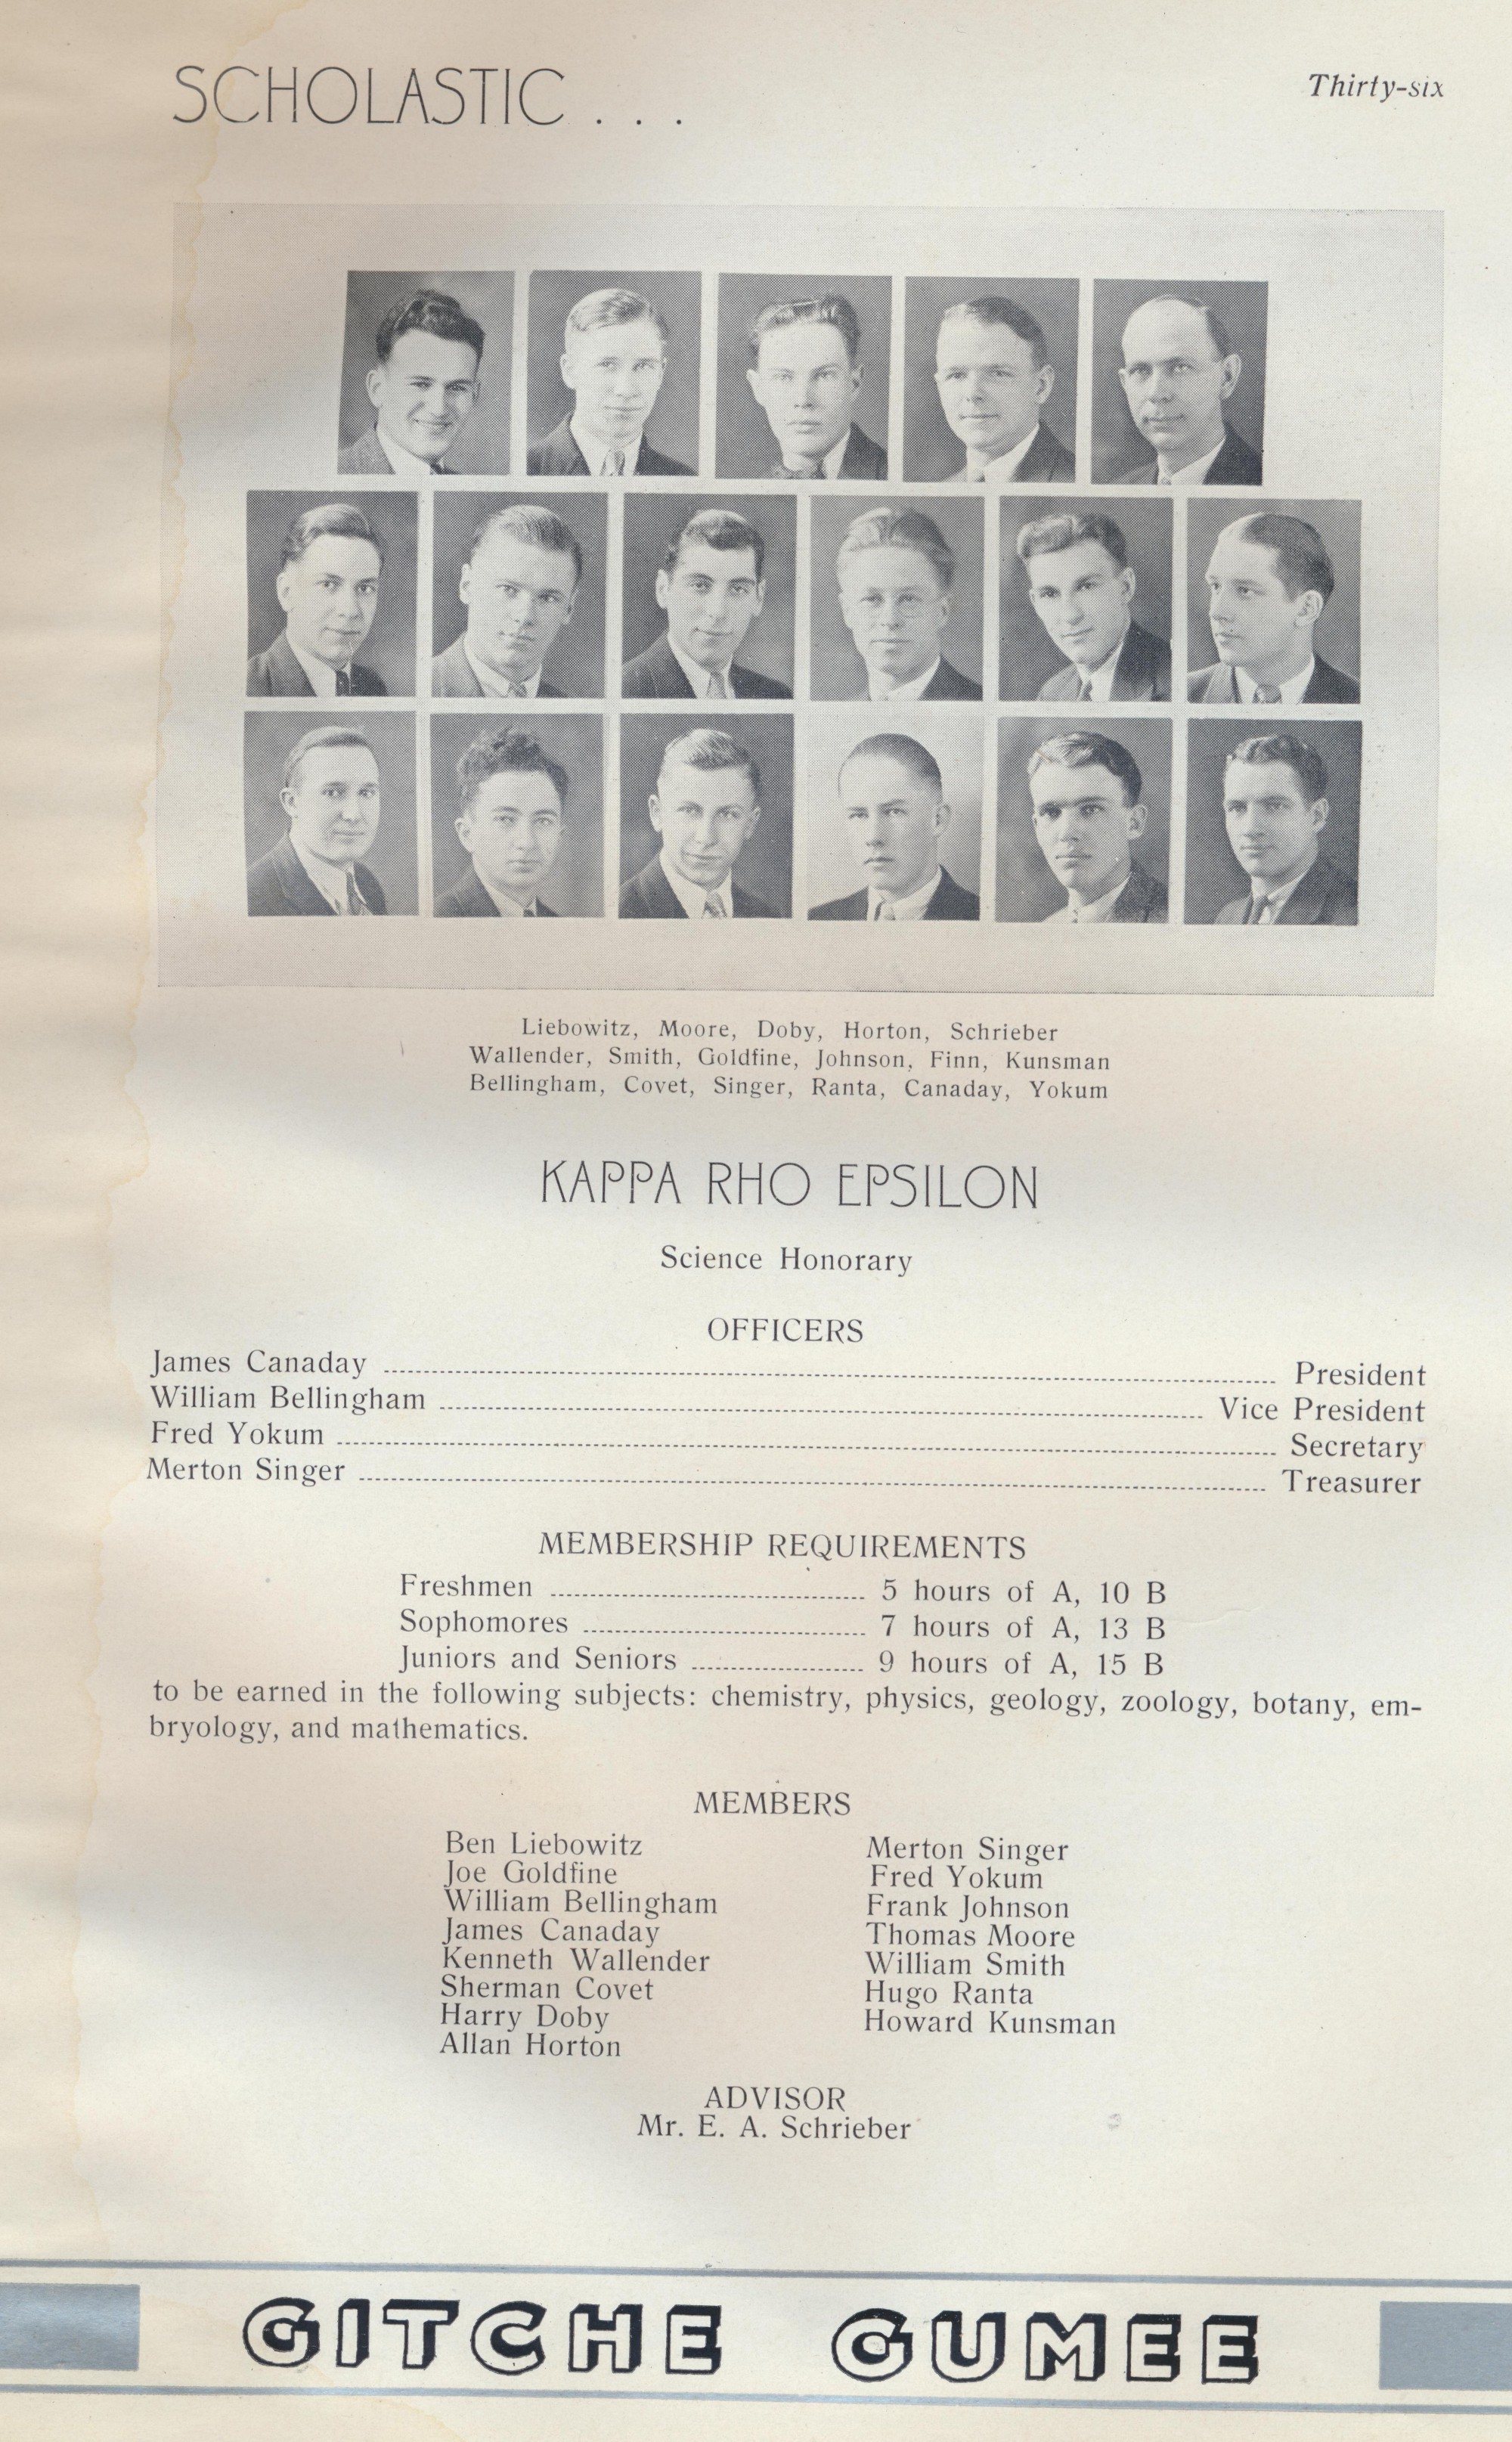 SCHOLASTIC . . .
Thirty-six
Liebowitz, Moore, Doby, Horton, Schrieber
Wallender, Smith, Goldfine, Johnson, Finn, Kunsman
Bellingham, Covet, Singer, Ranta, Canaday, Yokum
KAPPA RHO EPSILON
Science Honorary
OFFICERS
James Canaday ........ President
William Bellingham ........ Vice President
Fred Yokum ........ Secretary
Merton Singer ........ Treasurer
MEMBERSHIP REQUIREMENTS
Freshmen ........ 5 hours of A, 10 B
Sophomores ........ 7 hours of A, 13 B
Juniors and Seniors ........ 9 hours of A, 15 B
to be earned in the following subjects: chemistry, physics, geology, zoology, botany, em-
bryology, and mathematics.
MEMBERS
Ben Liebowitz
Joe Goldfine
William Bellingham
James Canaday
Kenneth Wallender
Sherman Covet
Harry Doby
Allan Horton
Merton Singer
Fred Yokum
Frank Johnson
Thomas Moore
William Smith
Hugo Ranta
Howard Kunsman
ADVISOR
Mr. E. A. Schrieber
GITCHE GUMEE